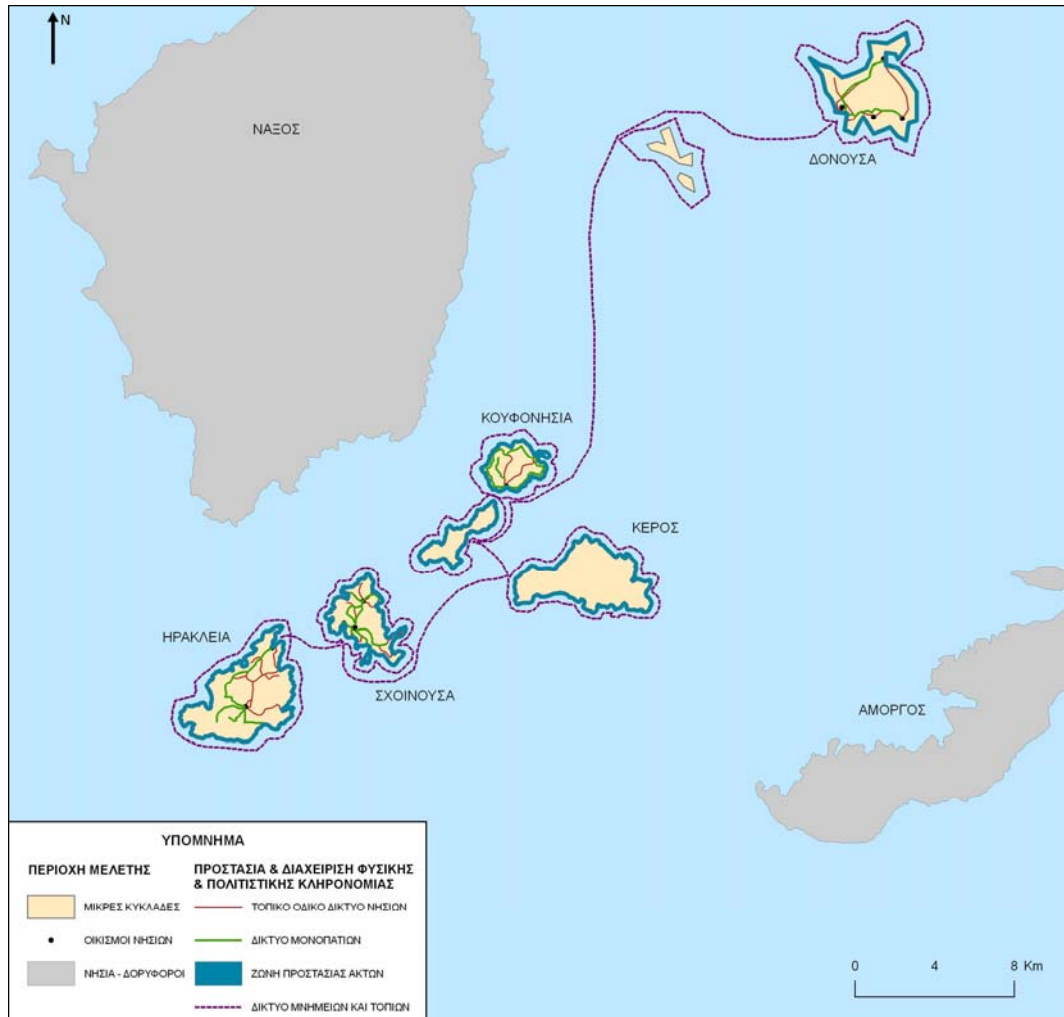 N
ΝΑΞΟΣ
ΔΟΝΟΥΣΑ
ΚΟΥΦΟΝΗΣΙΑ
ΚΕΡΟΣ
ΗΡΑΚΛΕΙΑ
ΣΧΟΙΝΟΥΣΑ
ΑΜΟΡΓΟΣ
ΥΠΟΜΝΗΜΑ
ΠΕΡΙΟΧΗ ΜΕΛΕΤΗΣ
ΜΙΚΡΕΣ ΚΥΚΛΑΔΕΣ
ΟΙΚΙΣΜΟΙ ΝΗΣΙΩΝ
ΝΗΣΙΑ - ΔΟΡΥΦΟΡΟΙ
ΠΡΟΣΤΑΣΙΑ & ΔΙΑΧΕΙΡΙΣΗ ΦΥΣΙΚΗΣ
& ΠΟΛΙΤΙΣΤΙΚΗΣ ΚΛΗΡΟΝΟΜΙΑΣ
ΤΟΠΙΚΟ ΟΔΙΚΟ ΔΙΚΤΥΟ ΝΗΣΙΩΝ
ΔΙΚΤΥΟ ΜΟΝΟΠΑΤΙΩΝ
ΖΩΝΗ ΠΡΟΣΤΑΣΙΑΣ ΑΚΤΩΝ
ΔΙΚΤΥΟ ΜΝΗΜΕΙΩΝ ΚΑΙ ΤΟΠΙΩΝ
0 4 8 Km